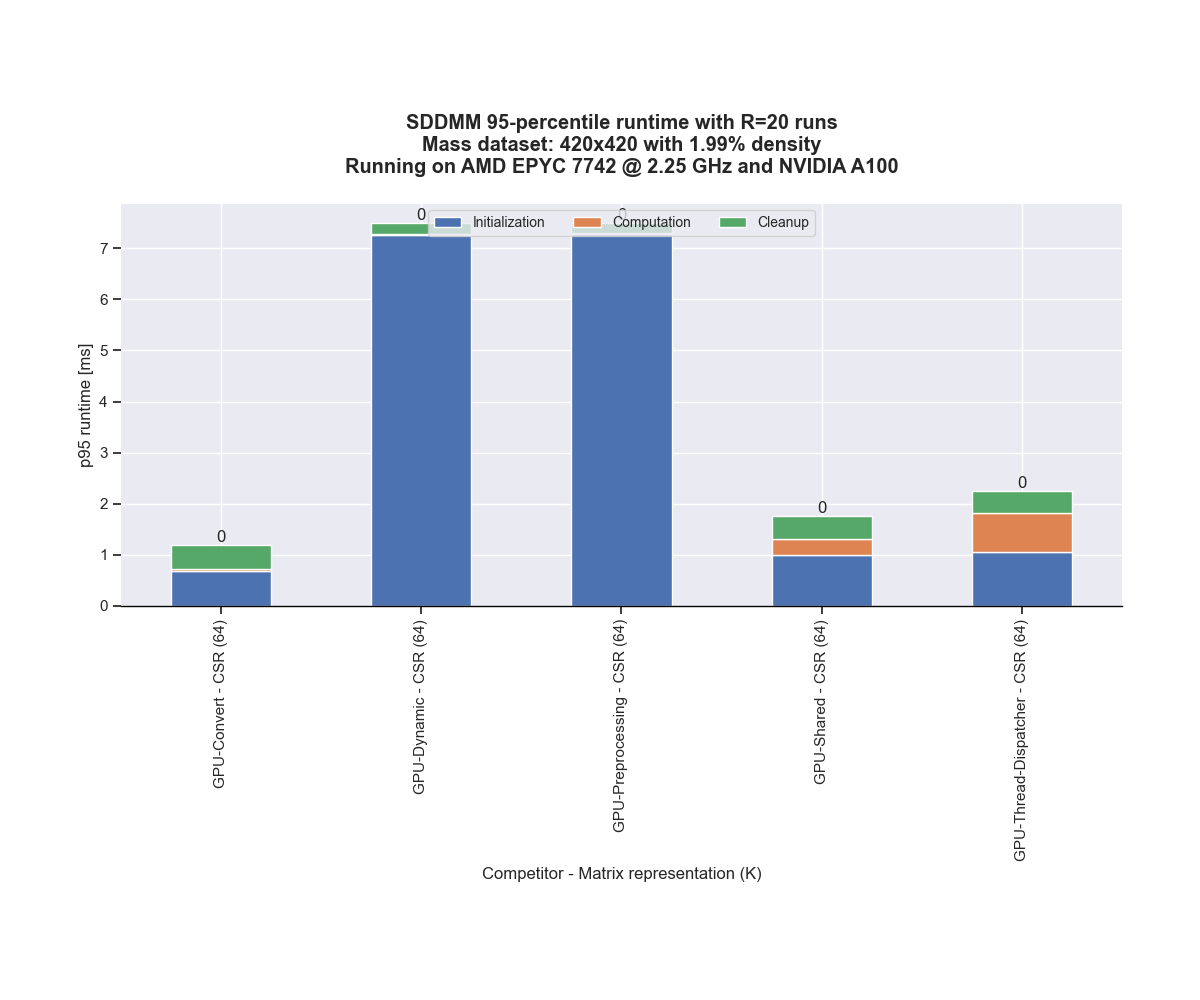 SDDMM 95-percentile runtime with R=20 runs
Mass dataset: 420x420 with 1.99% density
Running on AMD EPYC 7742 @ 2.25 GHz and NVIDIA A100
Initialization
Computation
Cleanup
0
0
0
0
0
p95 runtime [ms]
7
6
5
4
3
2
1
0
GPU-Convert - CSR (64)
GPU-Dynamic - CSR (64)
GPU-Preprocessing - CSR (64)
GPU-Shared - CSR (64)
GPU-Thread-Dispatcher - CSR (64)
Competitor - Matrix representation (K)